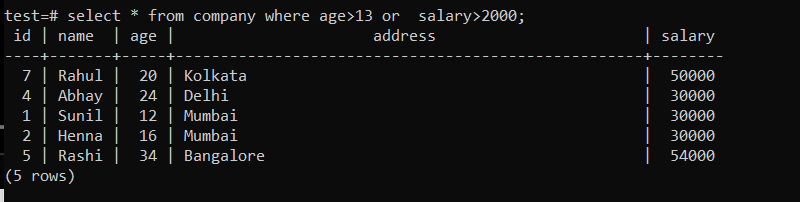 test=# select * from company where age>13 or  salary>2000;
 id | name  | age |                      address                       | salary
----+-------+-----+----------------------------------------------------+--------
  7 | Rahul |  20 | Kolkata                                            |  50000
  4 | Abhay |  24 | Delhi                                              |  30000
  1 | Sunil |  12 | Mumbai                                             |  30000
  2 | Henna |  16 | Mumbai                                             |  30000
  5 | Rashi |  34 | Bangalore                                          |  54000
(5 rows)